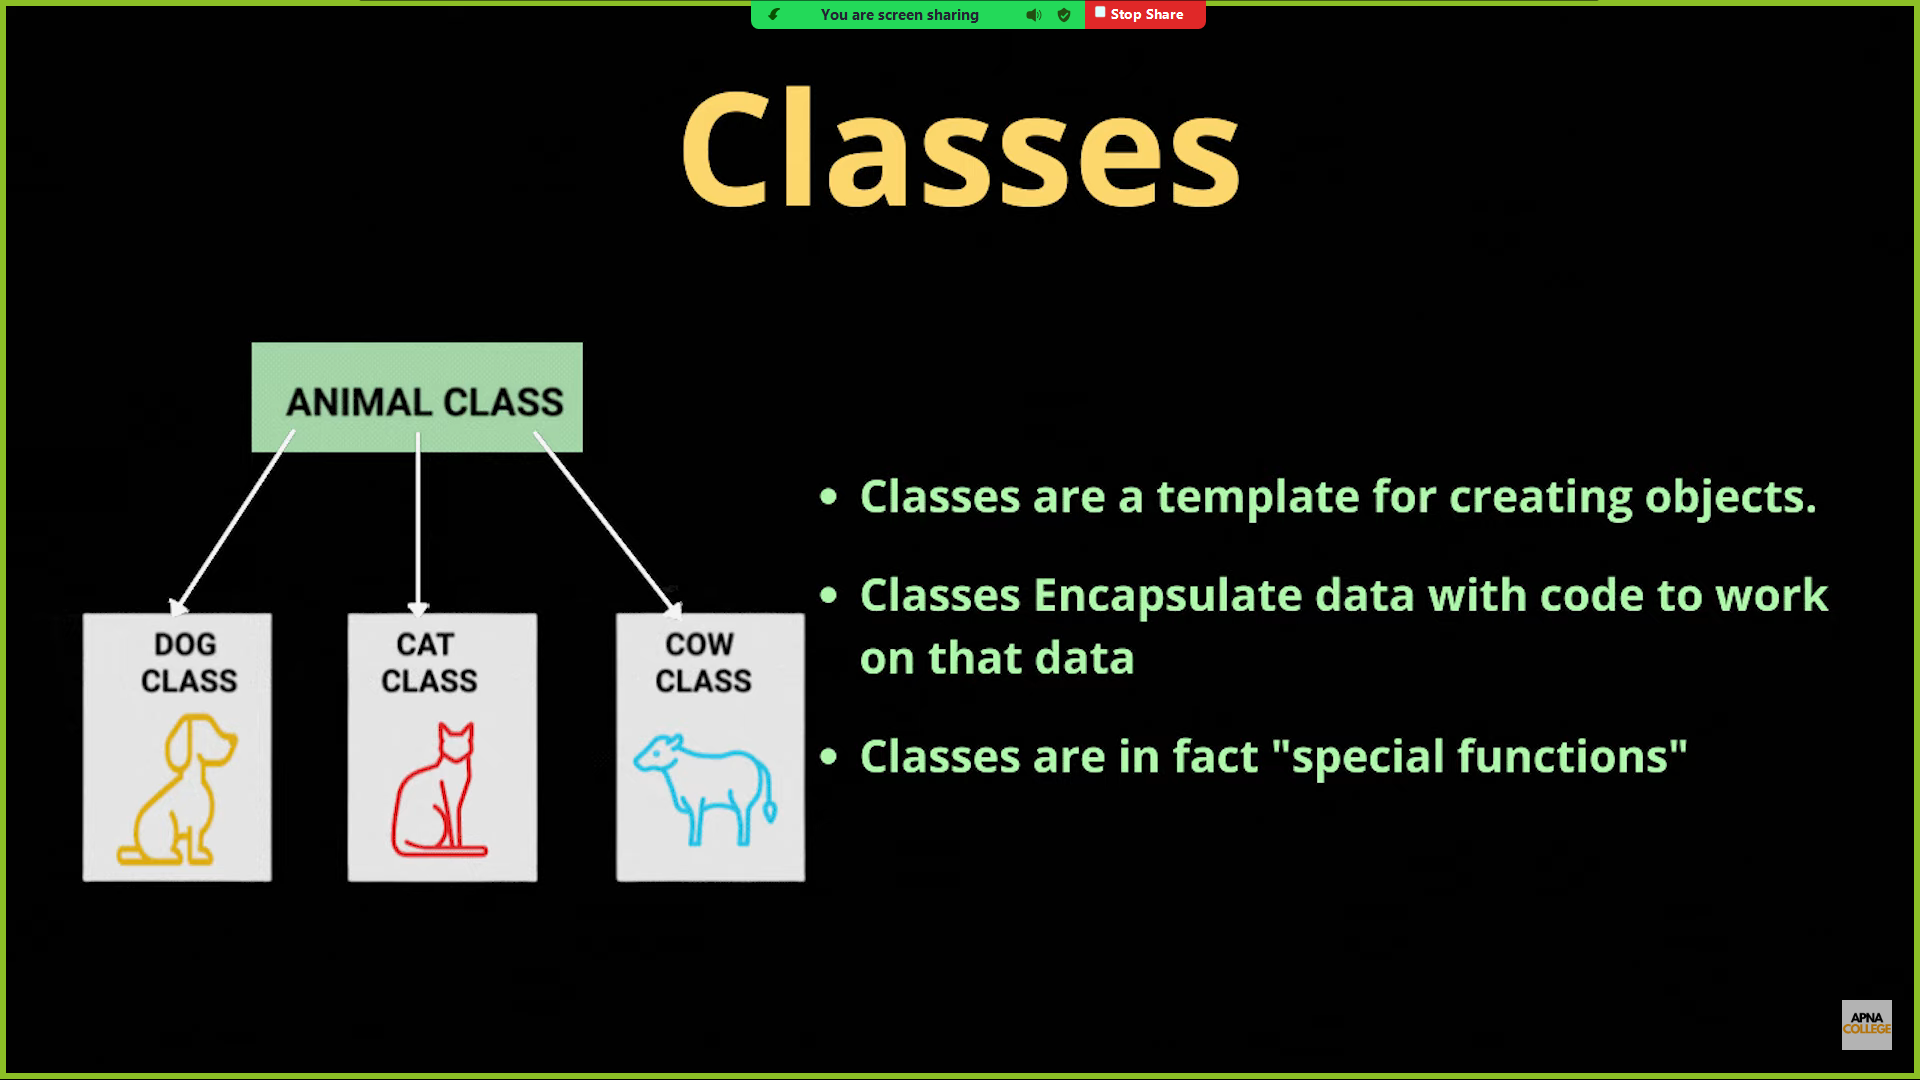 You are screen sharing
Stop Share
Classes
ANIMAL CLASS
DOG
CLASS
CAT
CLASS
COW
CLASS
• Classes are a template for creating objects.
• Classes Encapsulate data with code to work
on that data
• Classes are in fact "special functions"
APNA
COLLEGE